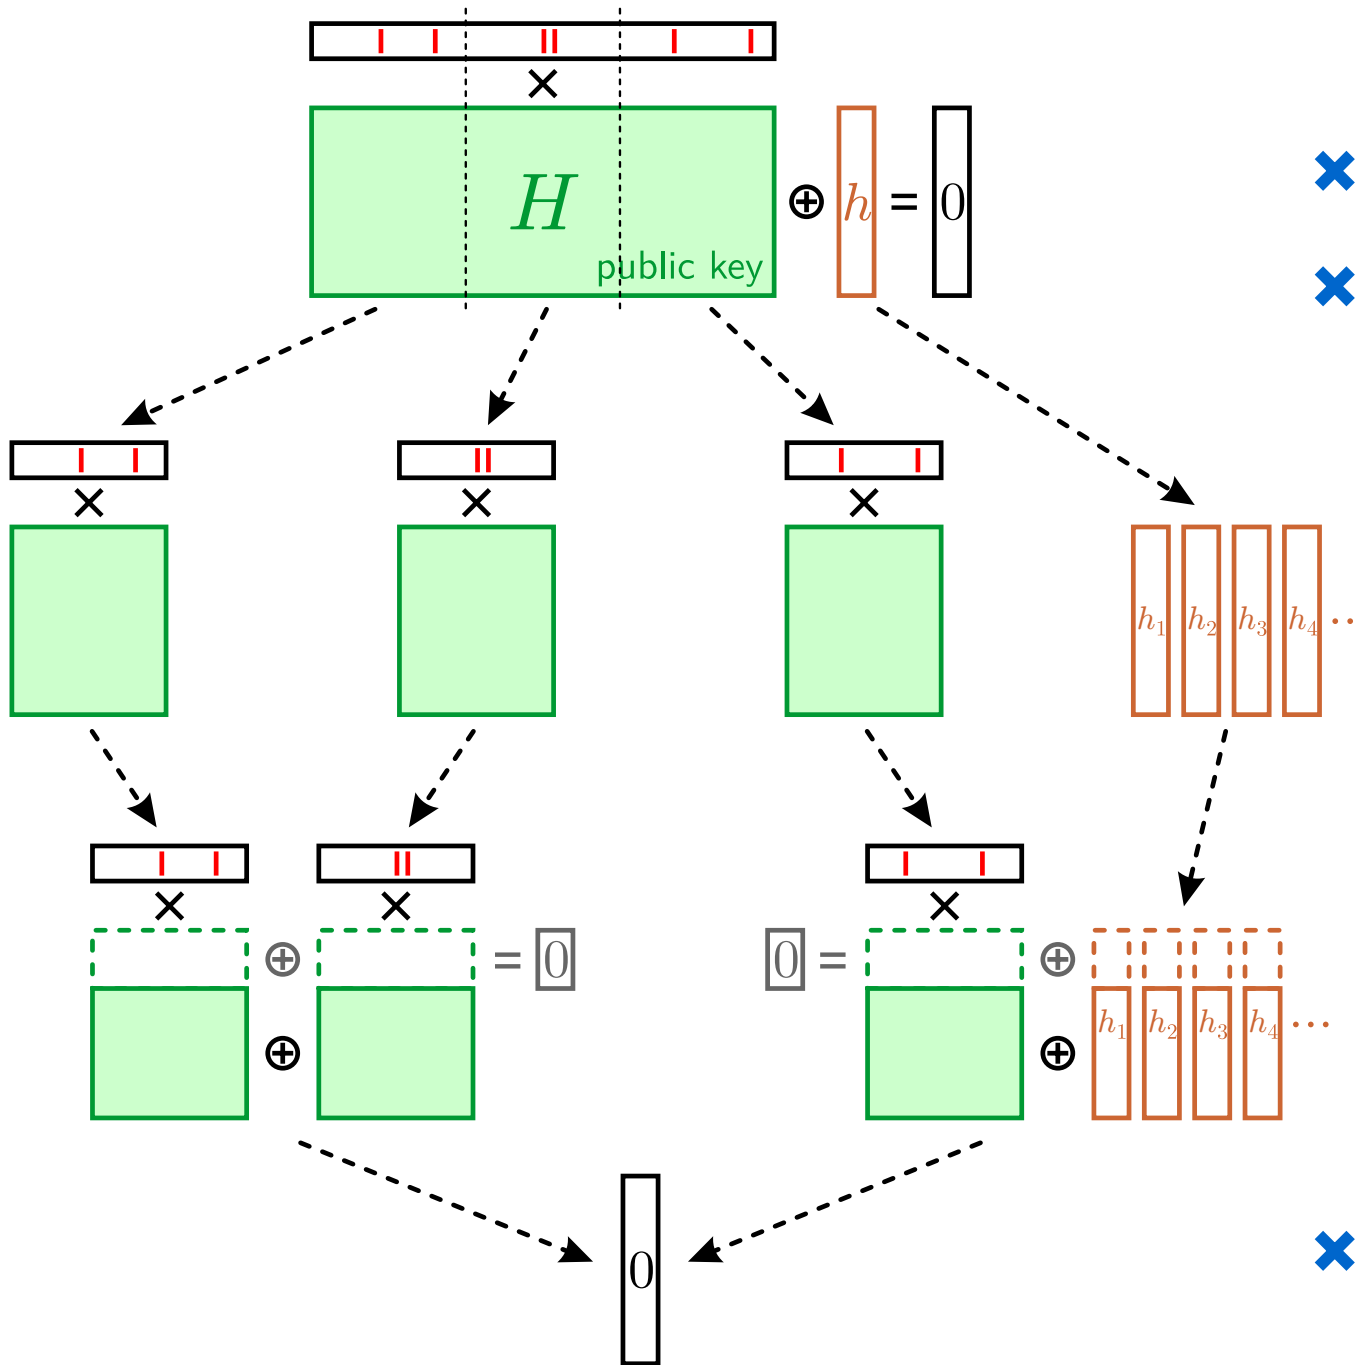 ×
H ⊕ h = 0
public key
× × ×
h₁ h₂ h₃ h₄ ··
× × ×
⊕ = 0 0 = ⊕
⊕ ⊕ h₁ h₂ h₃ h₄ ···
0